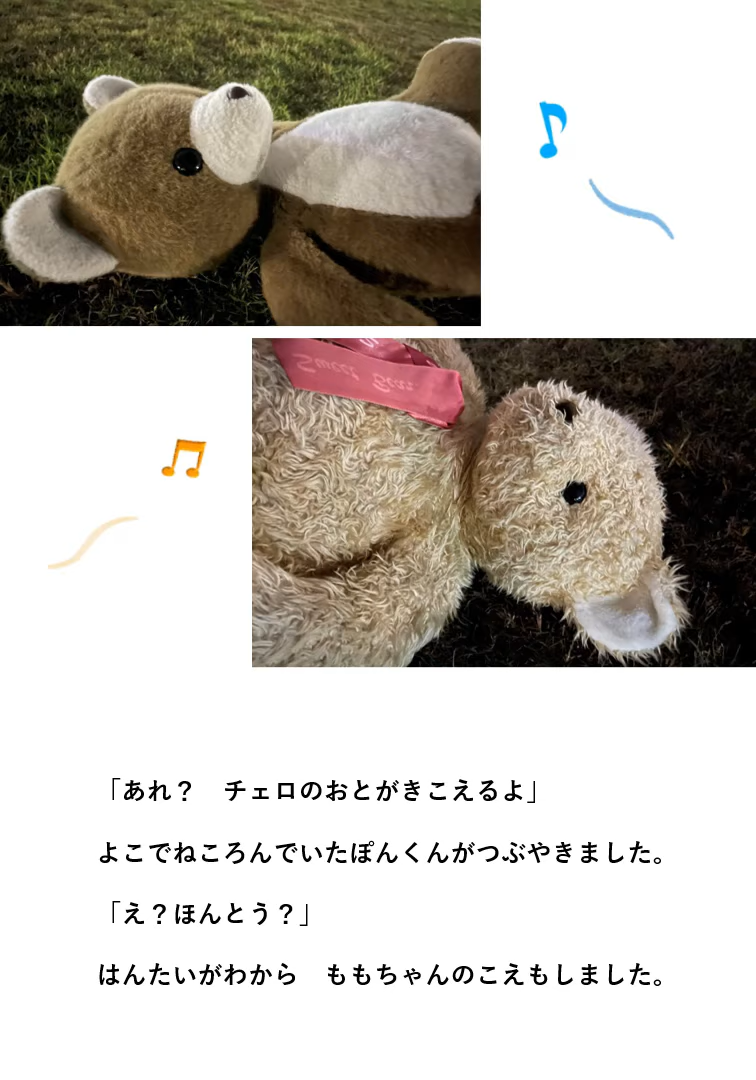 Sweet Bear
「あれ？　チェロのおとがきこえるよ」
よこでねころんでいたぽんくんがつぶやきました。
「え？ほんとう？」
はんたいがわから　ももちゃんのこえもしました。